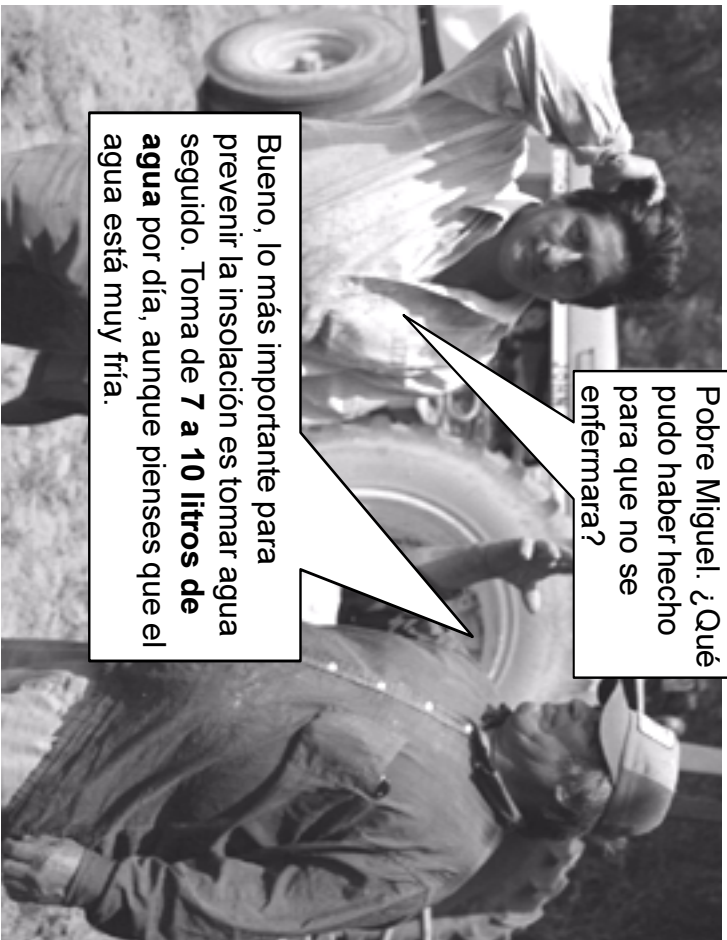 Pobre Miguel. ¿Qué
pudo haber hecho
para que no se
enfermara?
Bueno, lo más importante para
prevenir la insolación es tomar agua
seguido. Toma de 7 a 10 litros de
agua por día, aunque pienses que el
agua está muy fría.